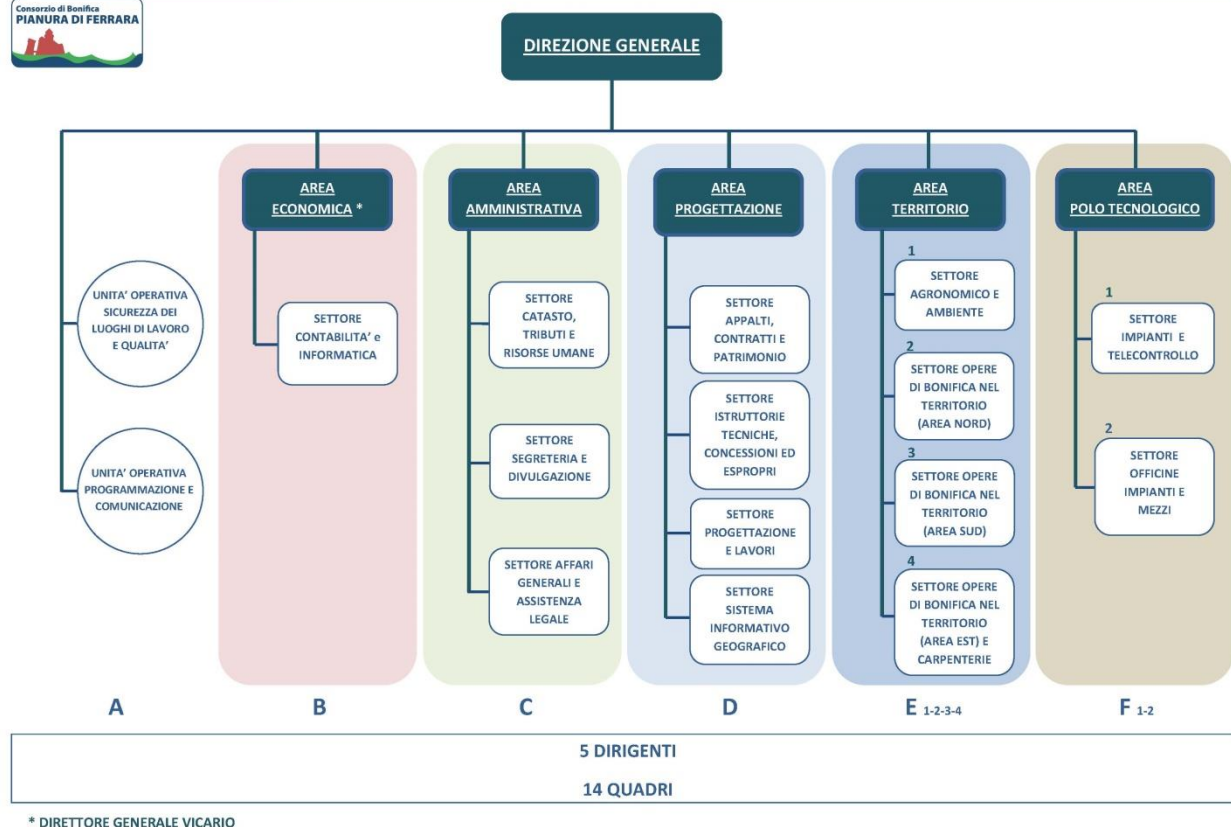 Consorzio di Bonifica
PIANURA DI FERRARA
DIREZIONE GENERALE
AREA
ECONOMICA *
AREA
AMMINISTRATIVA
AREA
PROGETTAZIONE
AREA
TERRITORIO
AREA
POLO TECNOLOGICO
UNITA' OPERATIVA
SICUREZZA DEI
LUOGHI DI LAVORO
E QUALITA'
UNITA' OPERATIVA
PROGRAMMAZIONE E
COMUNICAZIONE
SETTORE
CONTABILITA' e
INFORMATICA
SETTORE
CATASTO,
TRIBUTI E
RISORSE UMANE
SETTORE
SEGRETERIA E
DIVULGAZIONE
SETTORE AFFARI
GENERALI E
ASSISTENZA
LEGALE
SETTORE
APPALTI,
CONTRATTI E
PATRIMONIO
SETTORE
ISTRUTTORIE
TECNICHE,
CONCESSIONI ED
ESPROPRI
SETTORE
PROGETTAZIONE
E LAVORI
SETTORE
SISTEMA
INFORMATIVO
GEOGRAFICO
1
SETTORE
AGRONOMICO E
AMBIENTE
2
SETTORE OPERE
DI BONIFICA NEL
TERRITORIO
(AREA NORD)
3
SETTORE OPERE
DI BONIFICA NEL
TERRITORIO
(AREA SUD)
4
SETTORE OPERE
DI BONIFICA NEL
TERRITORIO
(AREA EST) E
CARPENTERIE
1
SETTORE
IMPIANTI E
TELECONTROLLO
2
SETTORE
OFFICINE
IMPIANTI E
MEZZI
A
B
C
D
E 1-2-3-4
F 1-2
5 DIRIGENTI
14 QUADRI
* DIRETTORE GENERALE VICARIO